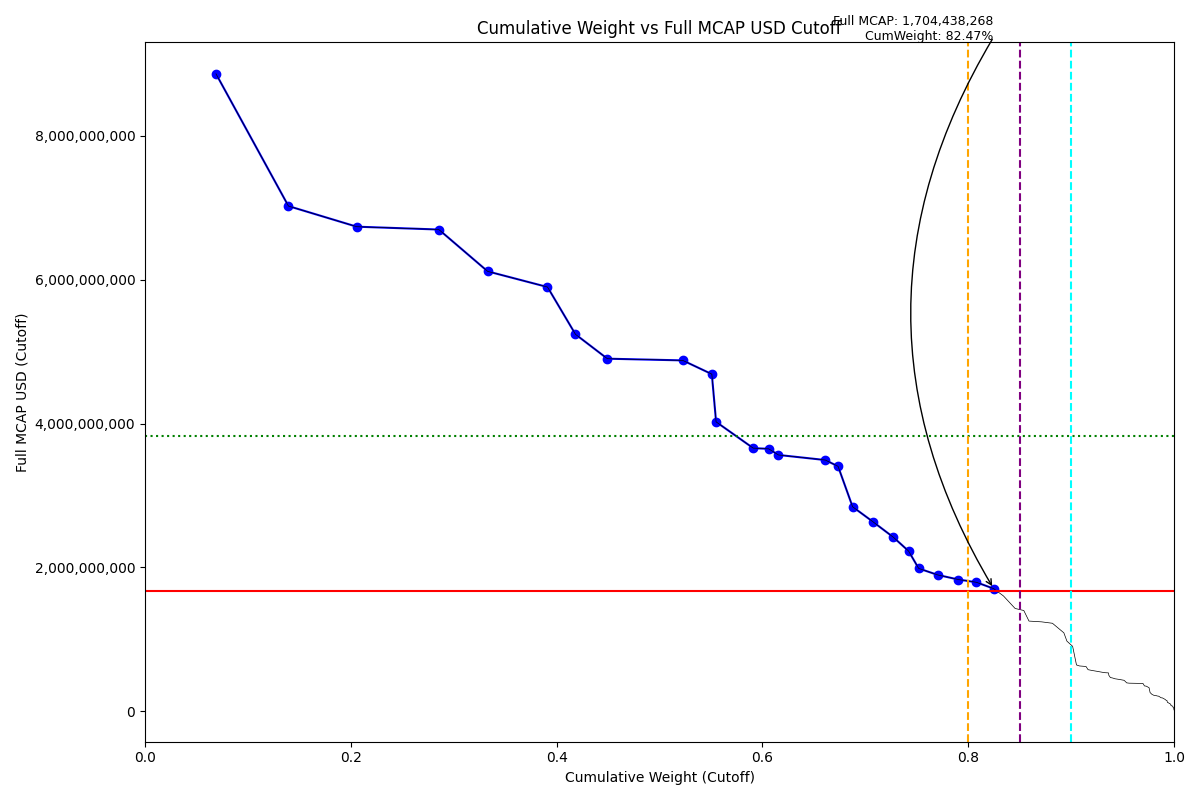 Full MCAP: 1,704,438,268
Cumulative Weight vs Full MCAP USD Cutoff
CumWeight: 82.47%
8,000,000,000
6,000,000,000
4,000,000,000
2,000,000,000
0
Full MCAP USD (Cutoff)
0.0
0.2
0.4
0.6
0.8
1.0
Cumulative Weight (Cutoff)